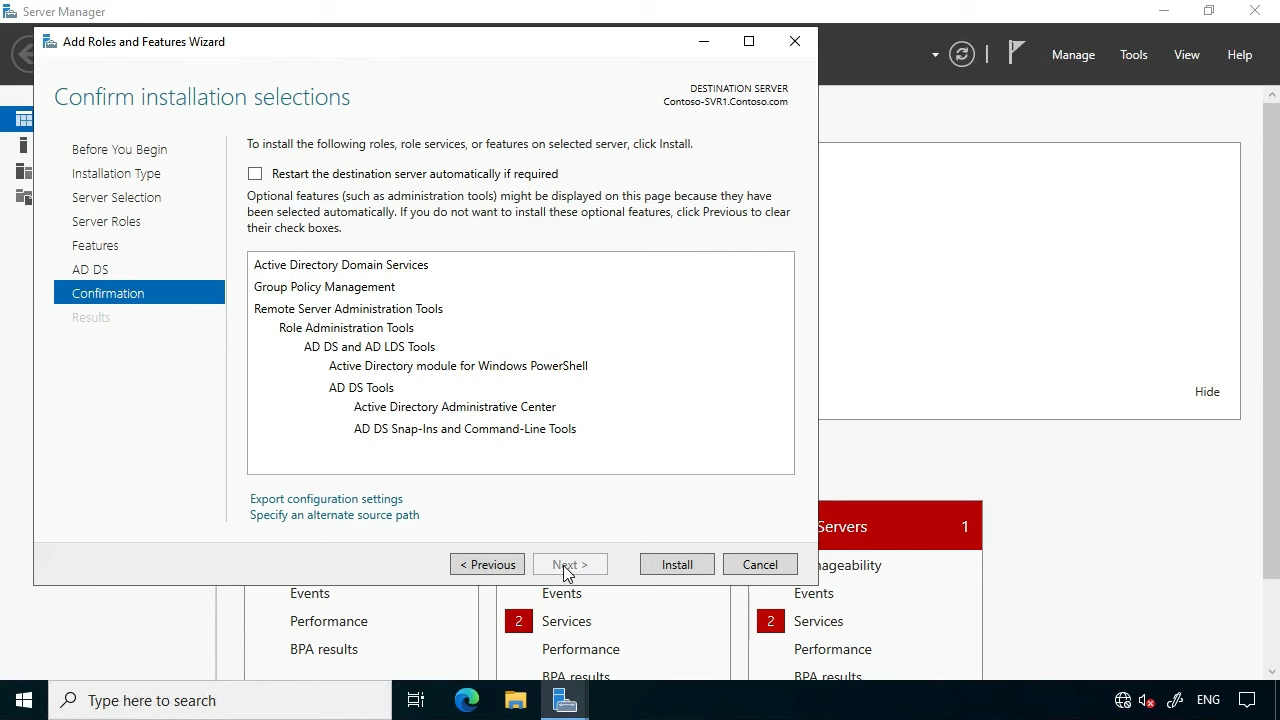 Server Manager
Add Roles and Features Wizard
Manage
Tools
View
Help
Confirm installation selections
DESTINATION SERVER
Contoso-SVR1.Contoso.com
Before You Begin
Installation Type
Server Selection
Server Roles
Features
AD DS
Confirmation
Results
To install the following roles, role services, or features on selected server, click Install.
Restart the destination server automatically if required
Optional features (such as administration tools) might be displayed on this page because they have
been selected automatically. If you do not want to install these optional features, click Previous to clear
their check boxes.
Active Directory Domain Services
Group Policy Management
Remote Server Administration Tools
Role Administration Tools
AD DS and AD LDS Tools
Active Directory module for Windows PowerShell
AD DS Tools
Active Directory Administrative Center
AD DS Snap-Ins and Command-Line Tools
Export configuration settings
Specify an alternate source path
< Previous
Next >
Install
Cancel
Hide
Servers 1
nageability
Events
Performance
BPA results
Events
2 Services
Performance
BPA results
Events
2 Services
Performance
BPA results
Type here to search
ENG